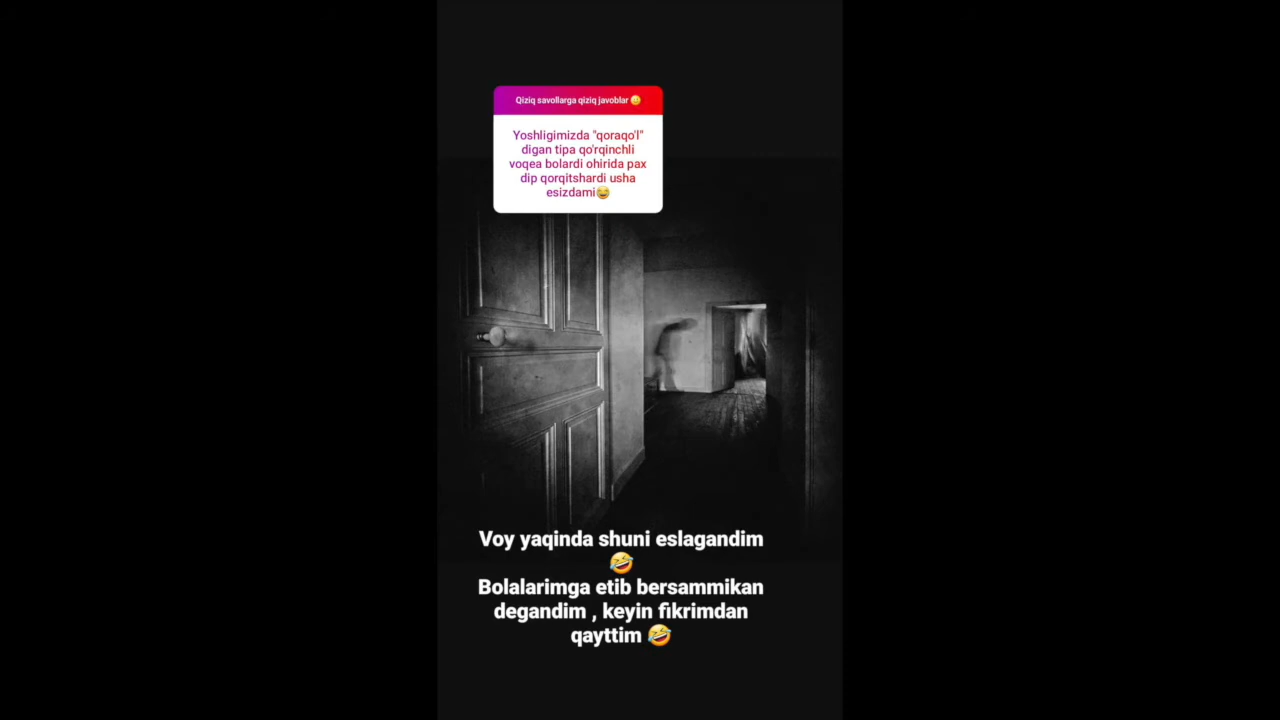 Qiziq savollarga qiziq javoblar 🙂
Yoshligimizda "qoraqo'l"
digan tipa qo'rqinchli
voqea bolardi ohirida pax
dip qorqitshardi usha
esizdami😂
Voy yaqinda shuni eslagandim
🤣
Bolalarimga etib bersammikan
degandim , keyin fikrimdan
qayttim 🤣